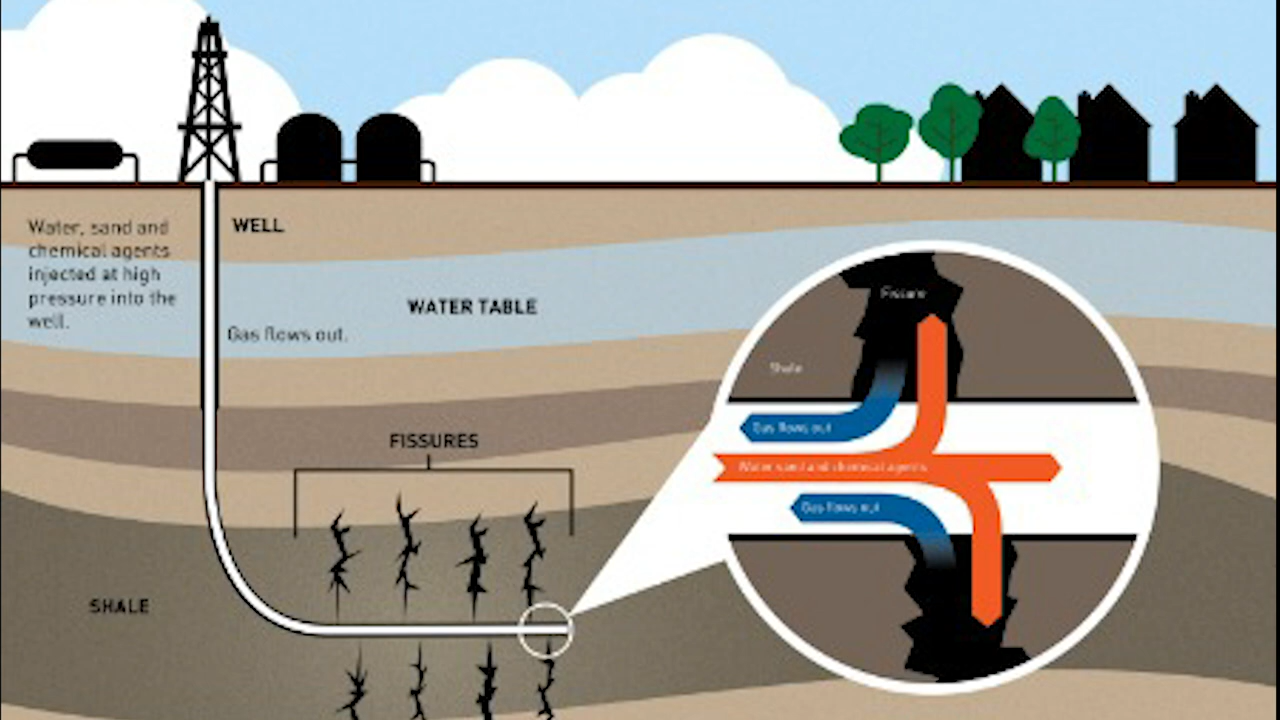 Water, sand and
chemical agents
injected at high
pressure into the
well.
WELL
WATER TABLE
Gas flows out.
FISSURES
SHALE
Fissure
Shale
Gas flows out
Water sand and chemical agents
Gas flows out